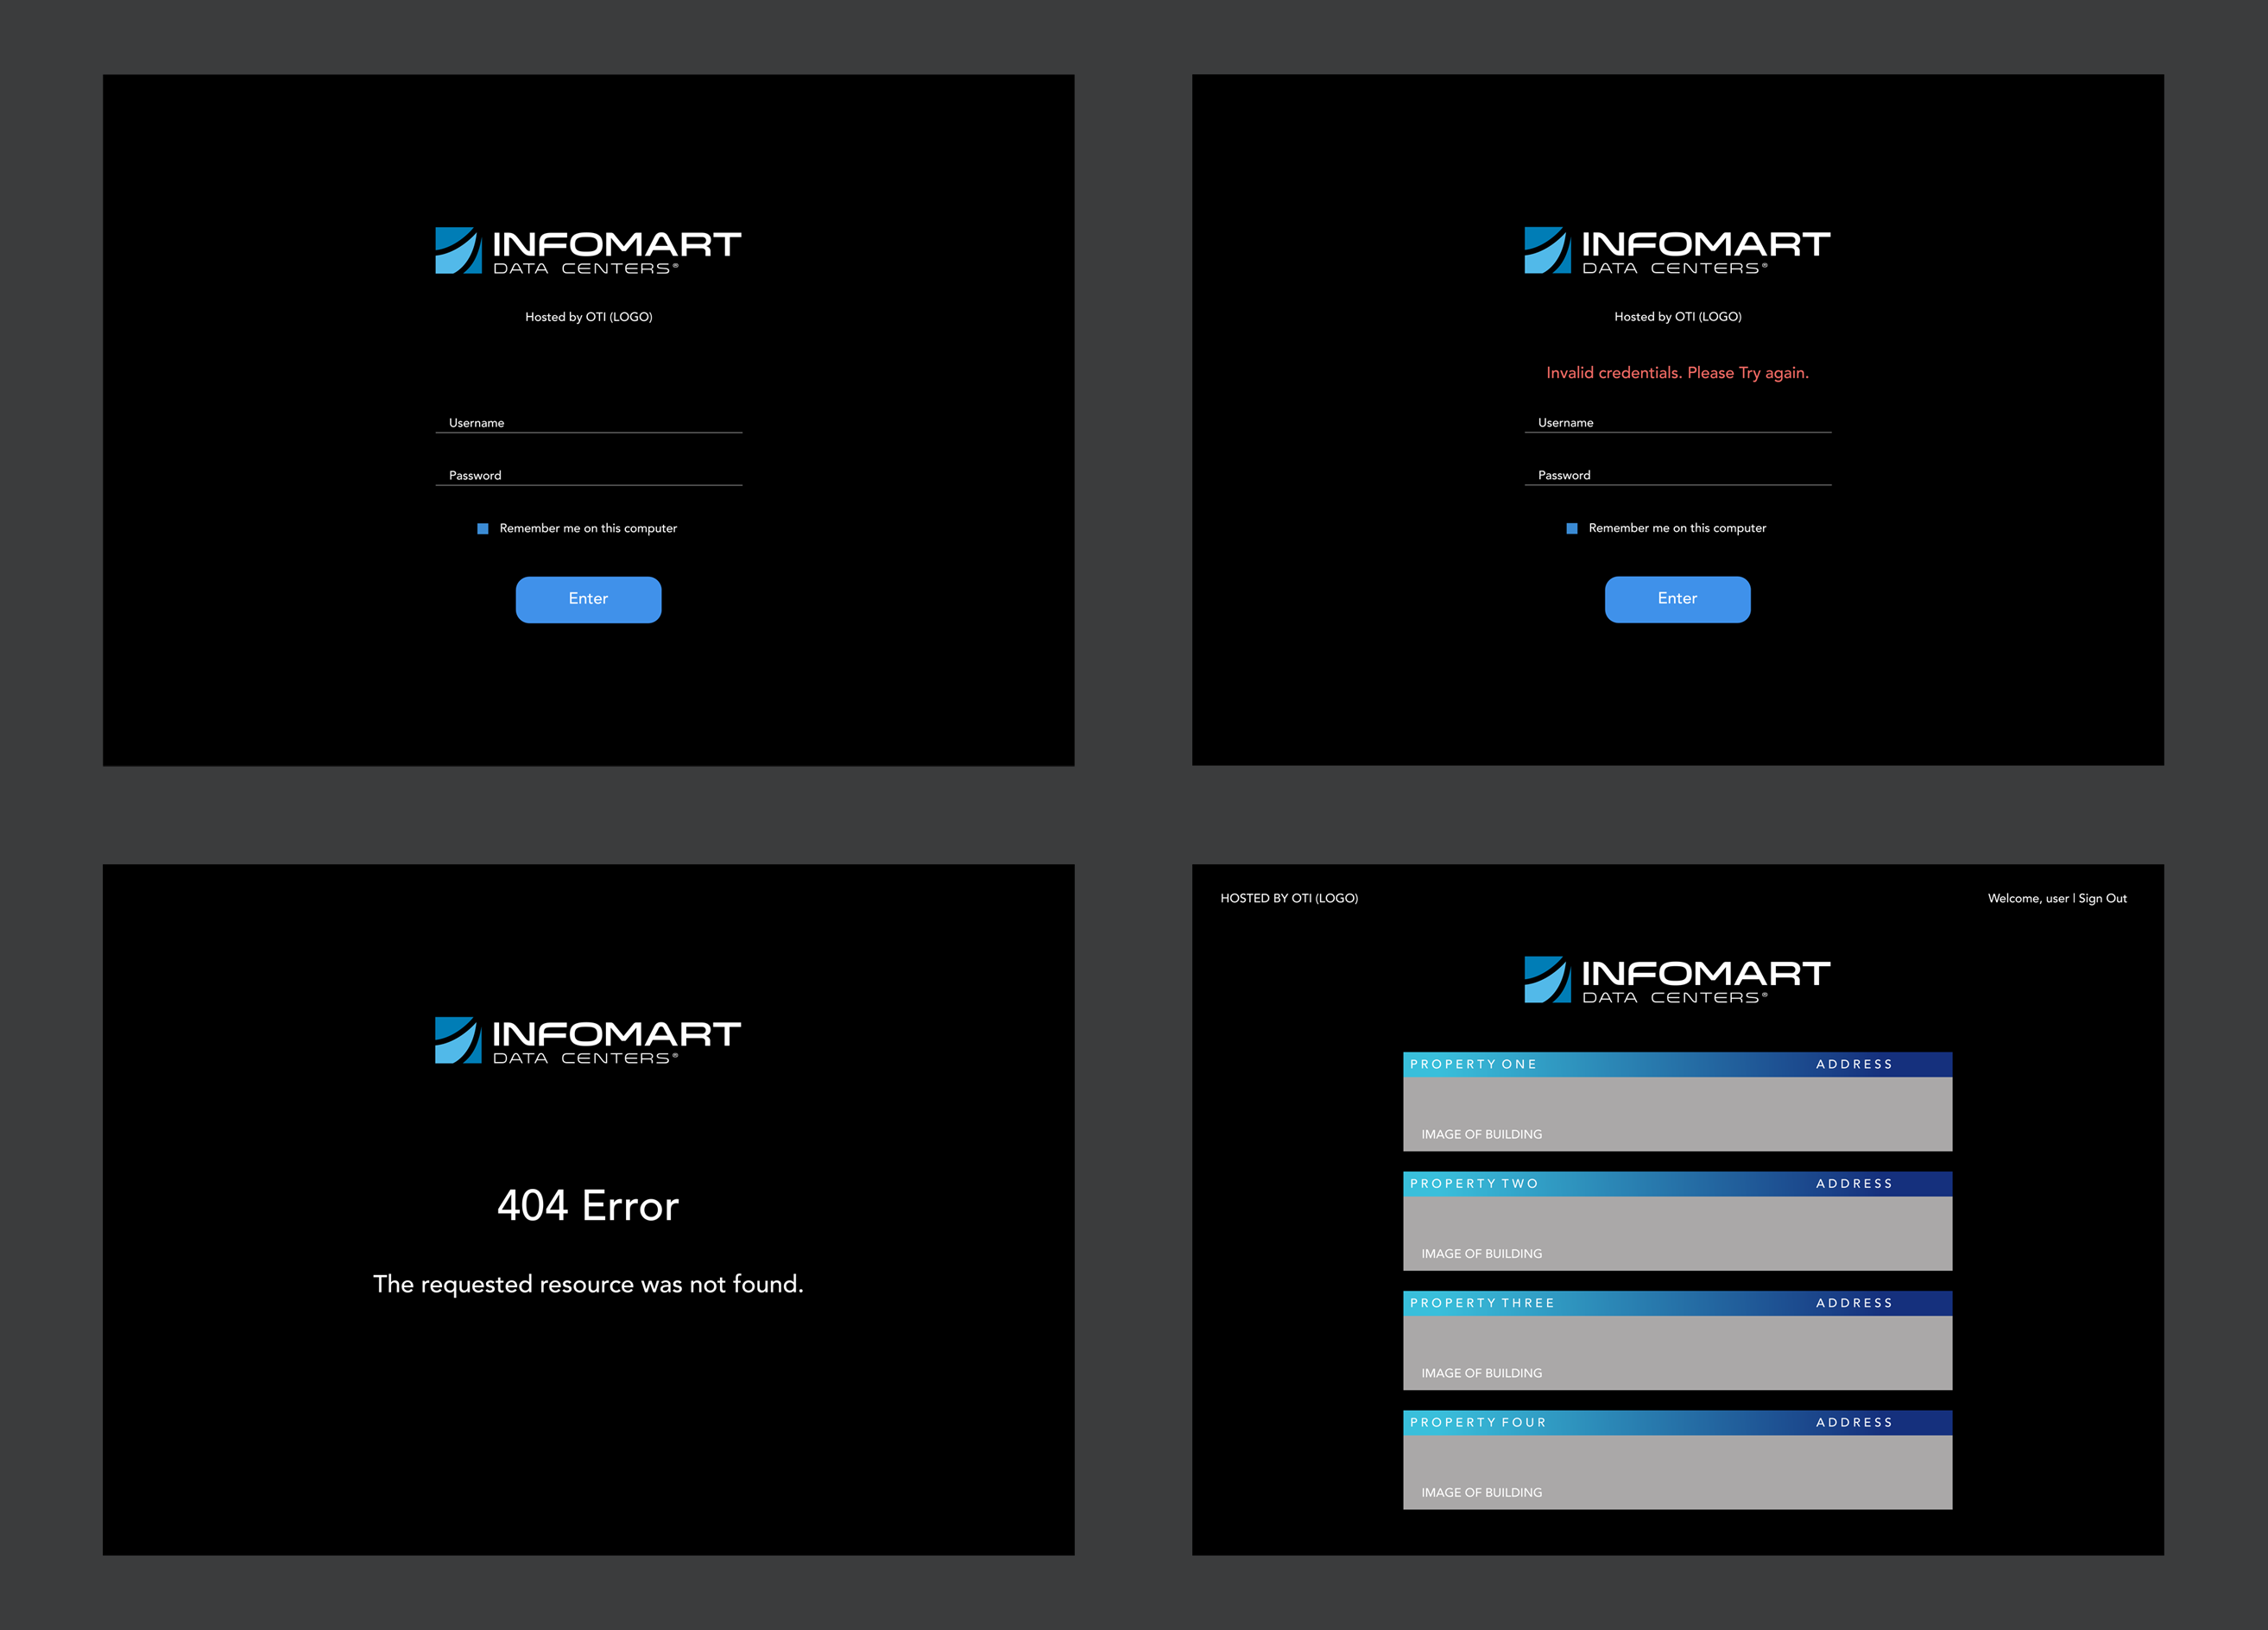 INFOMART
DATA CENTERS®
Hosted by OTI (LOGO)
Username
Password
Remember me on this computer
Enter
INFOMART
DATA CENTERS®
Hosted by OTI (LOGO)
Invalid credentials. Please Try again.
Username
Password
Remember me on this computer
Enter
INFOMART
DATA CENTERS®
404 Error
The requested resource was not found.
HOSTED BY OTI (LOGO)
Welcome, user | Sign Out
INFOMART
DATA CENTERS®
PROPERTY ONE ADDRESS
IMAGE OF BUILDING
PROPERTY TWO ADDRESS
IMAGE OF BUILDING
PROPERTY THREE ADDRESS
IMAGE OF BUILDING
PROPERTY FOUR ADDRESS
IMAGE OF BUILDING